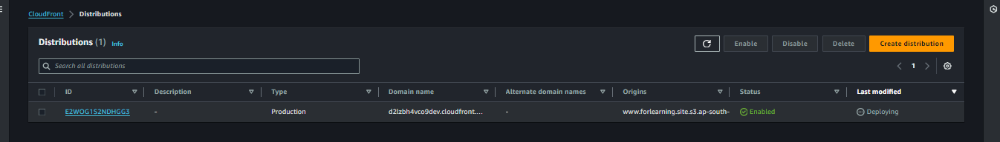 CloudFront > Distributions
Distributions (1) Info
Enable Disable Delete Create distribution
Search all distributions
1
ID Description Type Domain name Alternate domain names Origins Status Last modified
E2WOG1S2NDHGG3 - Production d2lzbh4vco9dev.cloudfront.... - www.forlearning.site.s3.ap-south- Enabled Deploying